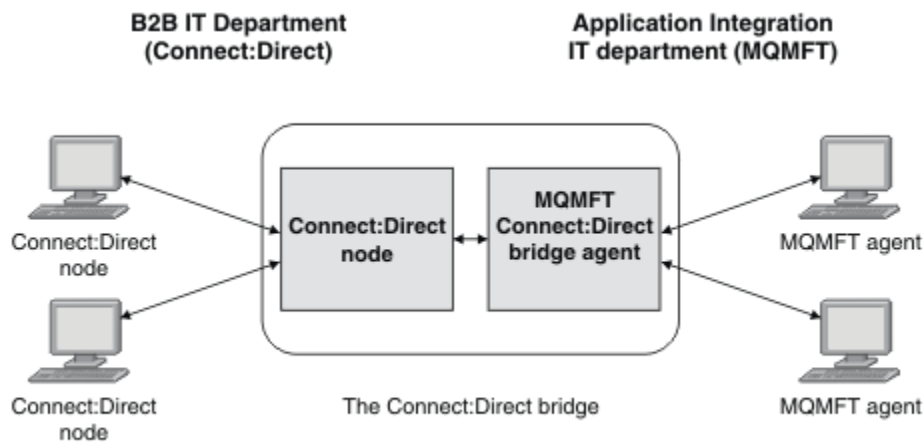 B2B IT Department
(Connect:Direct)
Application Integration
IT department (MQMFT)
Connect:Direct
node
Connect:Direct
node
MQMFT
Connect:Direct
bridge agent
MQMFT agent
Connect:Direct
node
The Connect:Direct bridge
MQMFT agent